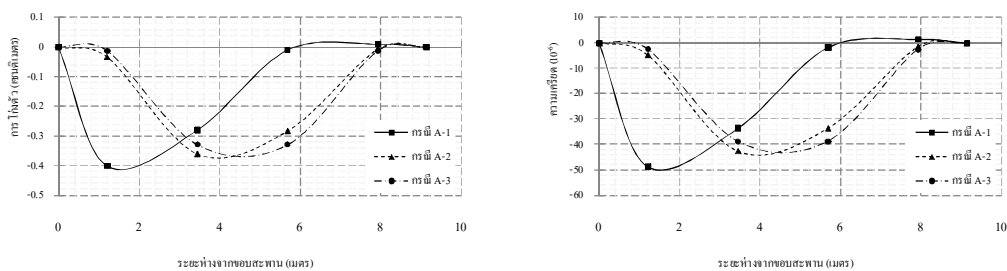 การโก่งตัว (เซนติเมตร)
0.1
0
-0.1
-0.2
-0.3
-0.4
-0.5
0 2 4 6 8 10
ระยะห่างจากขอบสะพาน (เมตร)
กรณี A-1
กรณี A-2
กรณี A-3
ความเครียด (10⁻⁶)
10
0
-10
-20
-30
-40
-50
-60
0 2 4 6 8 10
ระยะห่างจากขอบสะพาน (เมตร)
กรณี A-1
กรณี A-2
กรณี A-3